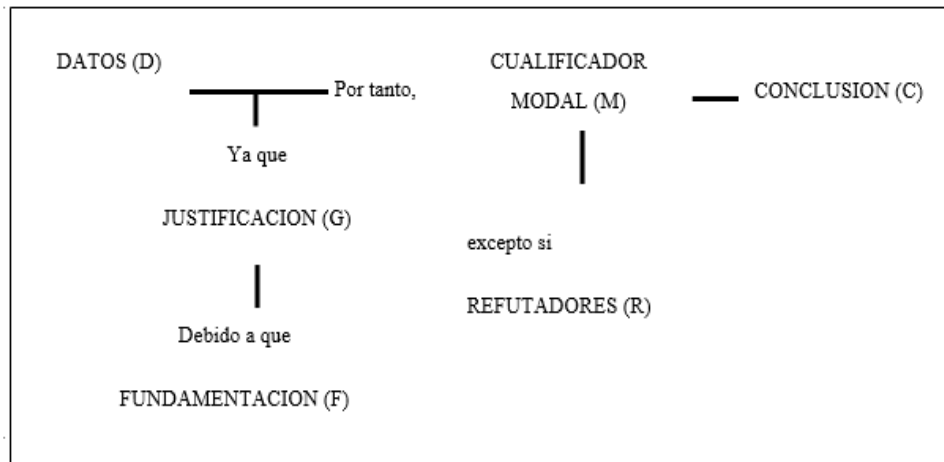 DATOS (D)
Por tanto,
CUALIFICADOR
MODAL (M)
CONCLUSION (C)
Ya que
JUSTIFICACION (G)
excepto si
REFUTADORES (R)
Debido a que
FUNDAMENTACION (F)